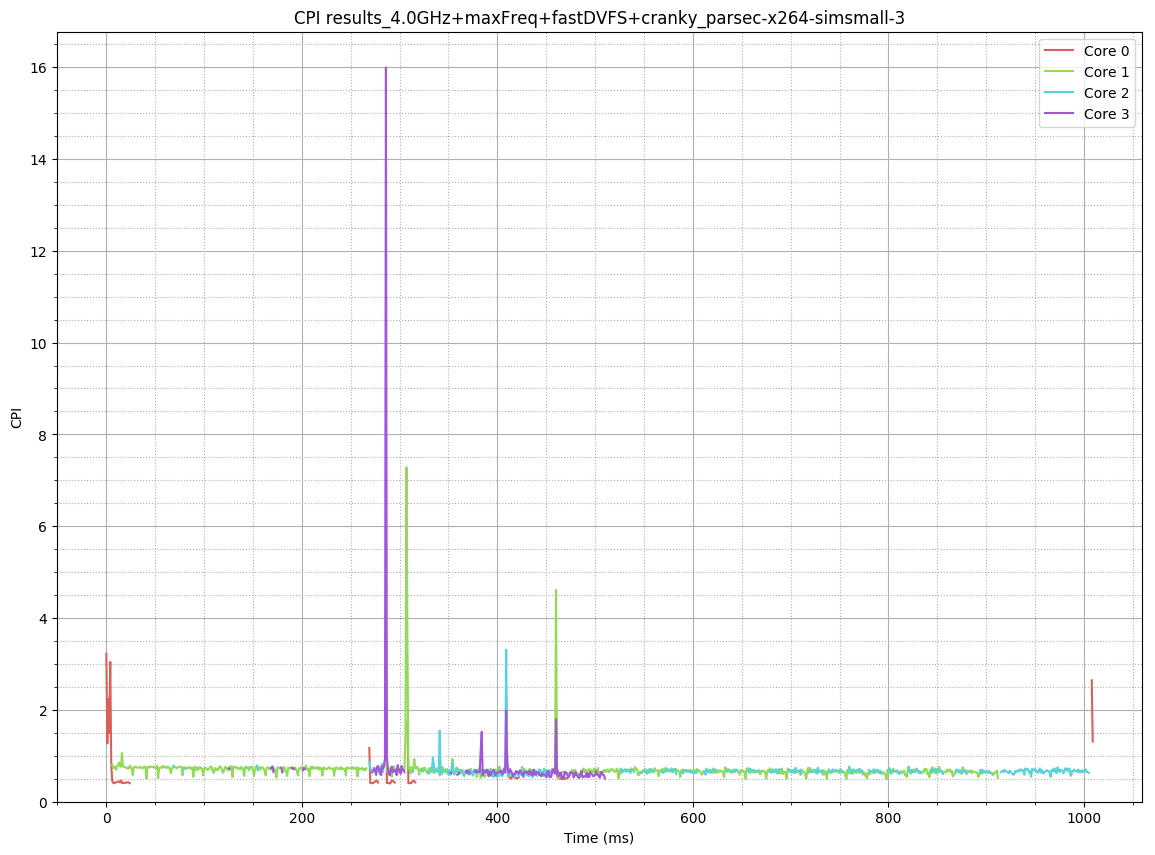 CPI results_4.0GHz+maxFreq+fastDVFS+cranky_parsec-x264-simsmall-3
Core 0
Core 1
Core 2
Core 3
CPI
16
14
12
10
8
6
4
2
0
0 200 400 600 800 1000
Time (ms)